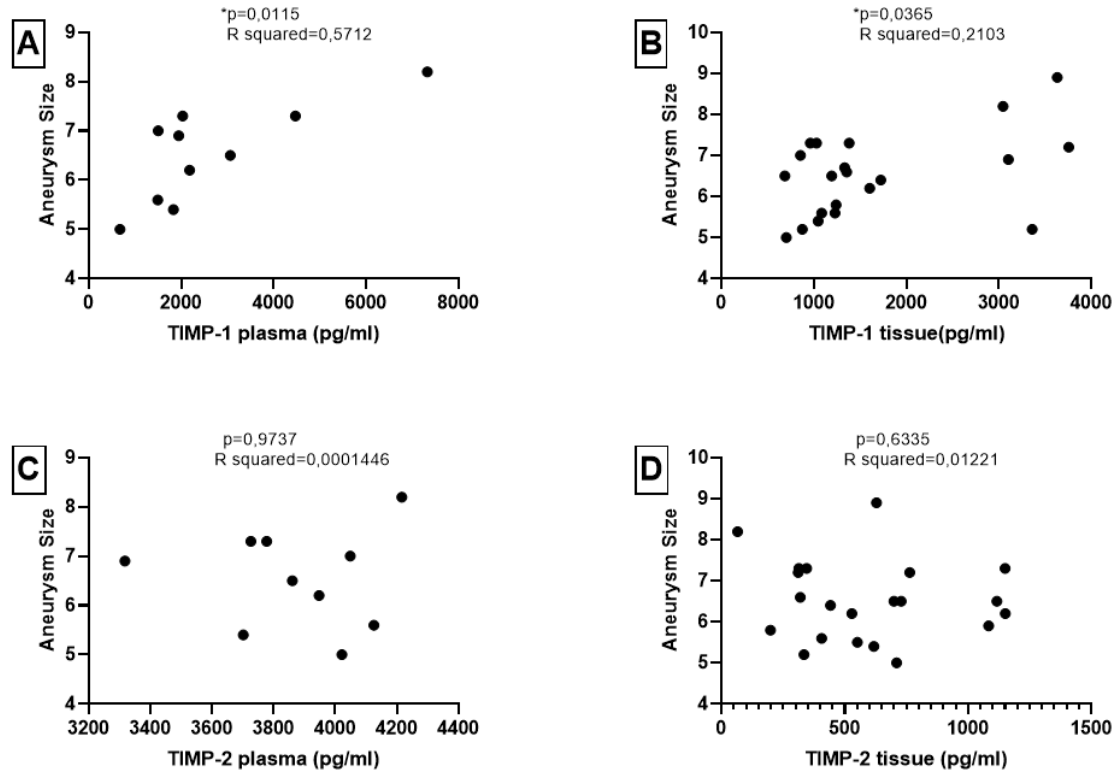 A
*p=0,0115
R squared=0,5712
9
8
7
6
5
4
Aneurysm Size
0 2000 4000 6000 8000
TIMP-1 plasma (pg/ml)
B
*p=0,0365
R squared=0,2103
10
9
8
7
6
5
4
Aneurysm Size
0 1000 2000 3000 4000
TIMP-1 tissue(pg/ml)
C
p=0,9737
R squared=0,0001446
9
8
7
6
5
4
Aneurysm Size
3200 3400 3600 3800 4000 4200 4400
TIMP-2 plasma (pg/ml)
D
p=0,6335
R squared=0,01221
10
9
8
7
6
5
4
Aneurysm Size
0 500 1000 1500
TIMP-2 tissue (pg/ml)